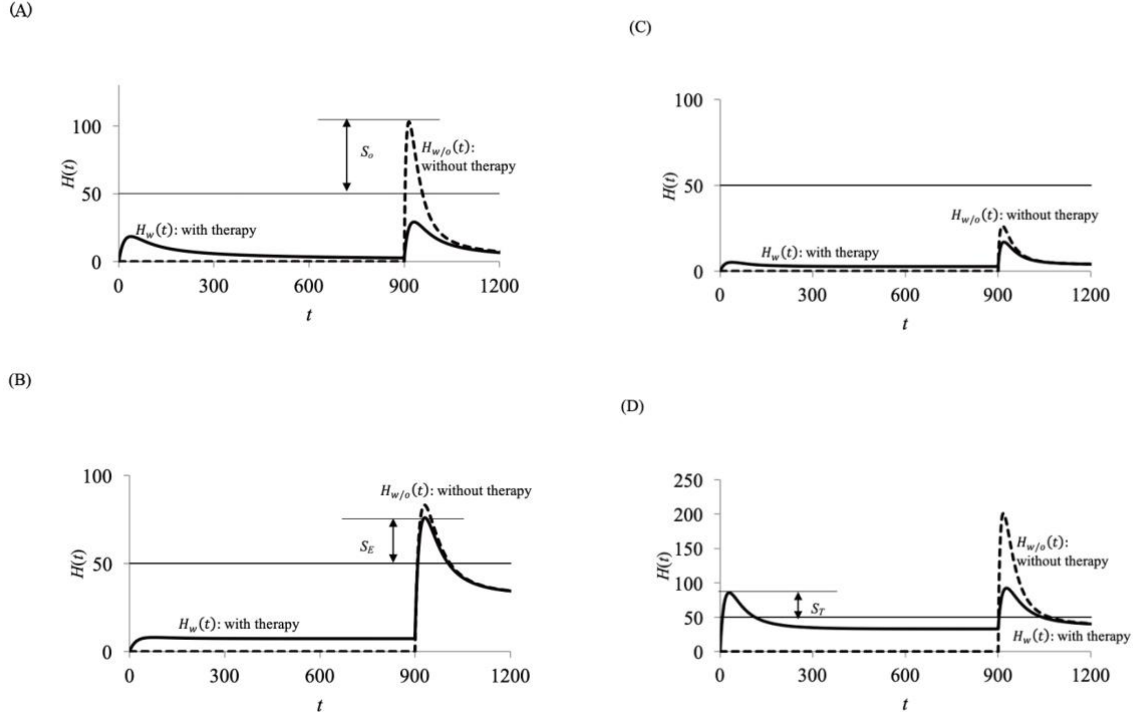 (A)
100
50
0
H(t)
S_o
H_{w/o}(t):
without therapy
H_w(t): with therapy
0 300 600 900 1200
t
(B)
100
50
0
H(t)
H_{w/o}(t): without therapy
S_E
H_w(t): with therapy
0 300 600 900 1200
t
(C)
100
50
0
H(t)
H_{w/o}(t): without therapy
H_w(t): with therapy
0 300 600 900 1200
t
(D)
250
200
150
100
50
0
H(t)
H_{w/o}(t):
without therapy
S_T
H_w(t): with therapy
0 300 600 900 1200
t